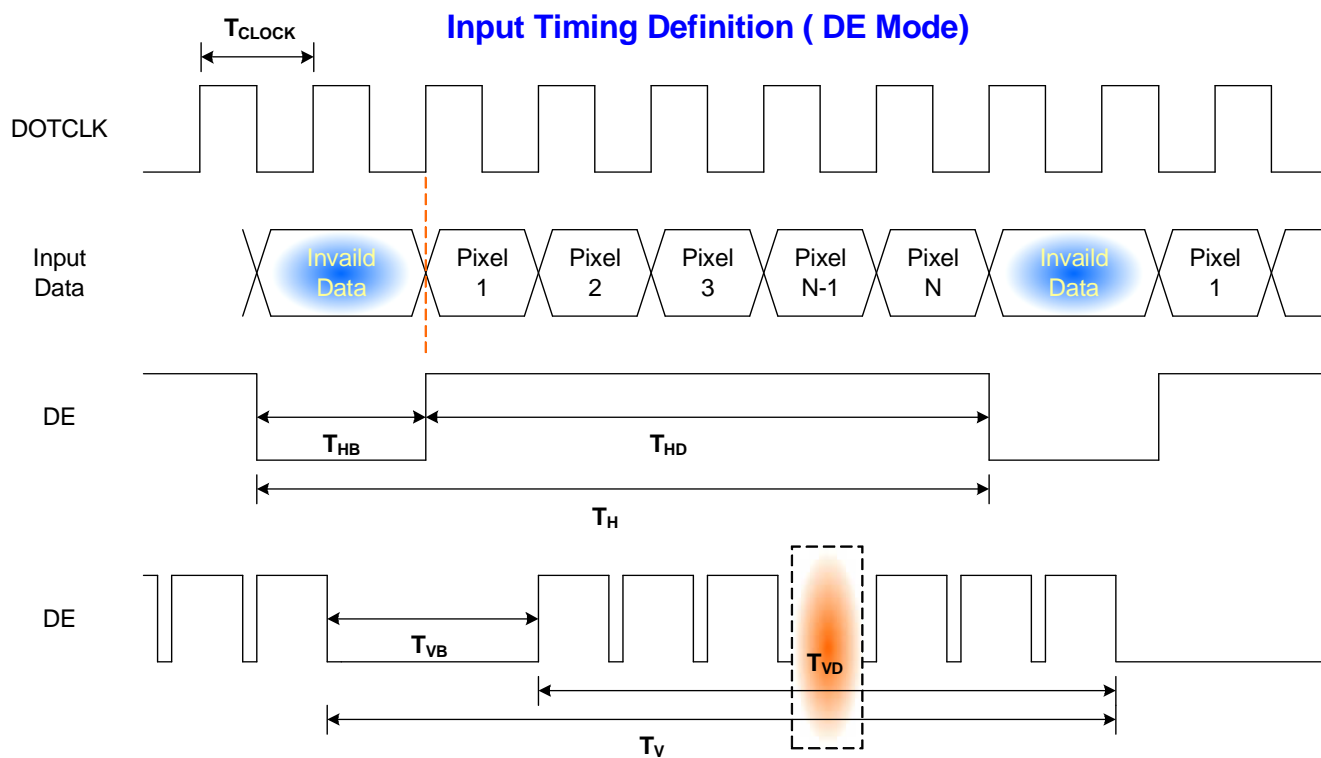 Input Timing Definition ( DE Mode)
TCLOCK
DOTCLK
Input
Data
Invaild
Data
Pixel
1
Pixel
2
Pixel
3
Pixel
N-1
Pixel
N
Invaild
Data
Pixel
1
DE
THB
THD
TH
DE
TVB
TVD
TV